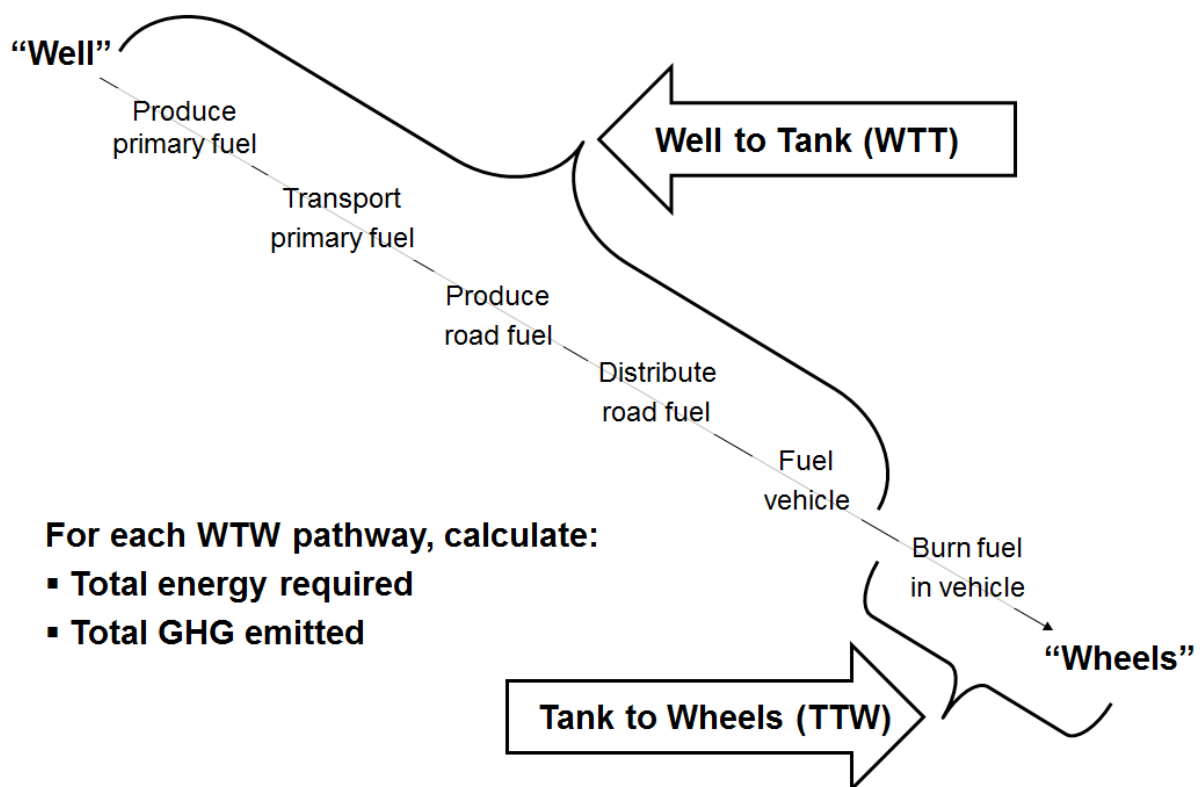 “Well”
Produce
primary fuel
Well to Tank (WTT)
Transport
primary fuel
Produce
road fuel
Distribute
road fuel
Fuel
vehicle
For each WTW pathway, calculate:
▪ Total energy required
▪ Total GHG emitted
Burn fuel
in vehicle
“Wheels”
Tank to Wheels (TTW)